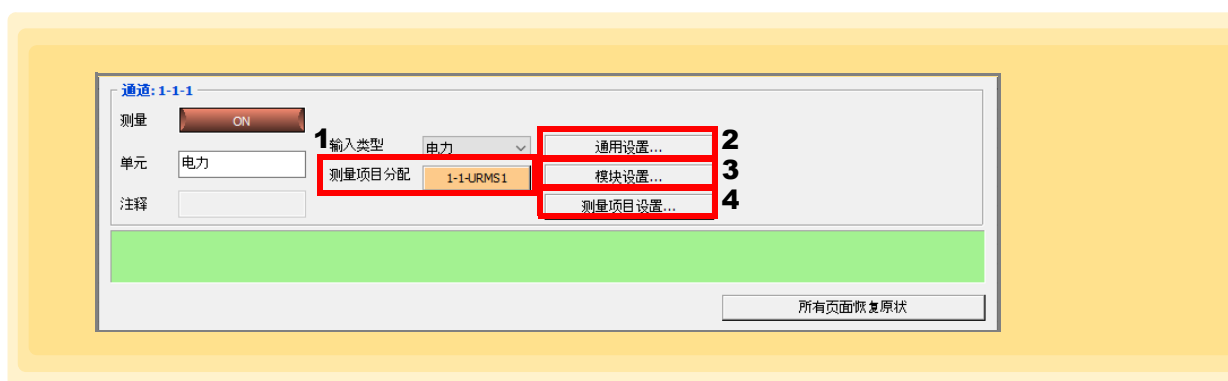 通道: 1-1-1
测量 ON
1 输入类型 电力 通用设置... 2
单元 电力
测量项目分配 1-1-URMS1 模块设置... 3
注释 测量项目设置... 4
所有页面恢复原状